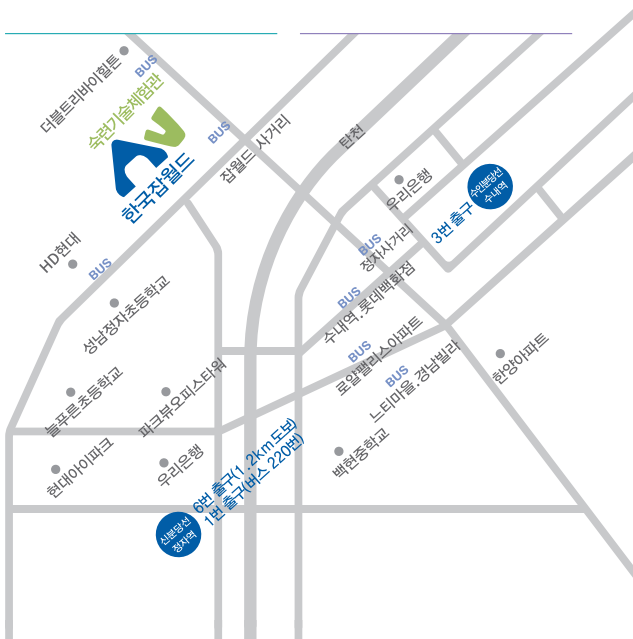 더블트리바이힐튼
BUS
숙련기술체험관
한국잡월드
BUS
잡월드 사거리
탄천
우리은행
수인분당선
수내역
3번 출구
BUS
정자사거리
HD현대
BUS
성남정자초등학교
BUS
수내역.롯데백화점
BUS
로얄팰리스아파트
BUS
느티마을.경남빌라
한양아파트
늘푸른초등학교
파크뷰오피스타워
현대아이파크
우리은행
백현중학교
6번 출구(1.2km도보)
1번 출구(버스 220번)
신분당선
정자역